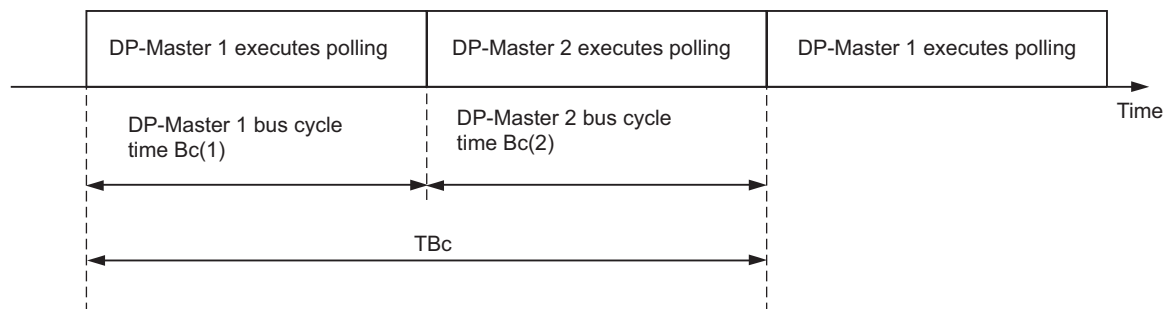 DP-Master 1 executes polling
DP-Master 2 executes polling
DP-Master 1 executes polling
Time
DP-Master 1 bus cycle
time Bc(1)
DP-Master 2 bus cycle
time Bc(2)
TBc